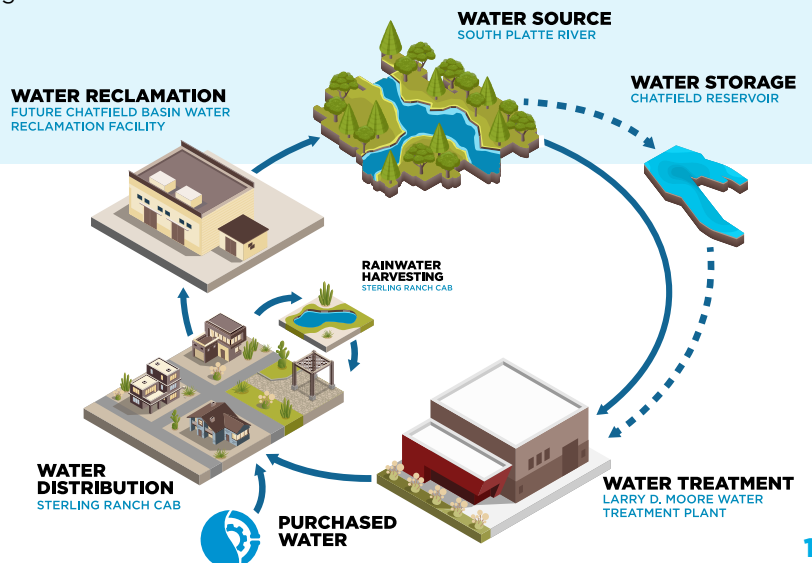 WATER SOURCE
SOUTH PLATTE RIVER
WATER STORAGE
CHATFIELD RESERVOIR
WATER RECLAMATION
FUTURE CHATFIELD BASIN WATER
RECLAMATION FACILITY
RAINWATER
HARVESTING
STERLING RANCH CAB
WATER
DISTRIBUTION
STERLING RANCH CAB
PURCHASED
WATER
WATER TREATMENT
LARRY D. MOORE WATER
TREATMENT PLANT